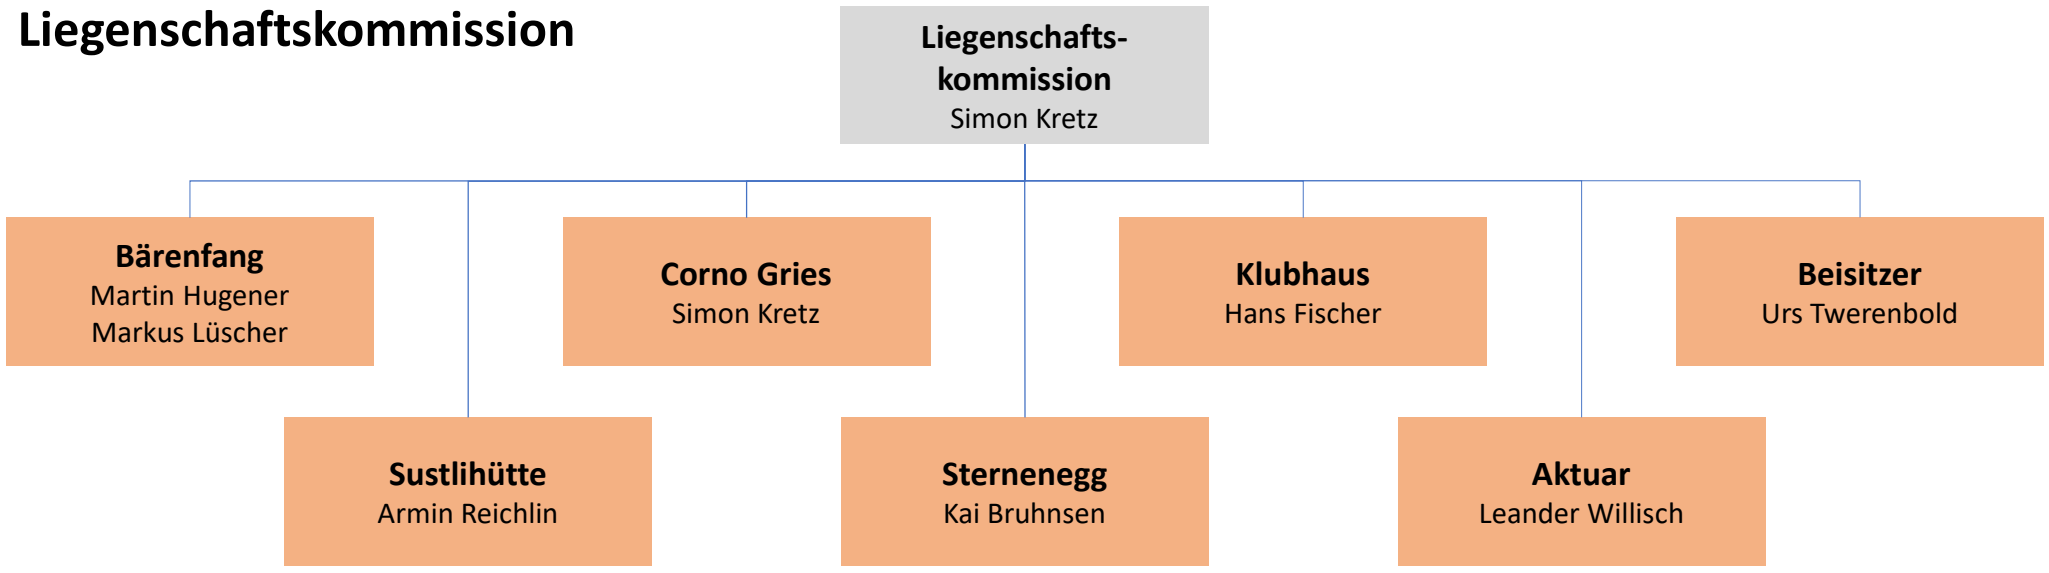 Liegenschaftskommission
Liegenschafts-
kommission
Simon Kretz
Bärenfang
Martin Hugener
Markus Lüscher
Corno Gries
Simon Kretz
Klubhaus
Hans Fischer
Beisitzer
Urs Twerenbold
Sustlihütte
Armin Reichlin
Sternenegg
Kai Bruhnsen
Aktuar
Leander Willisch